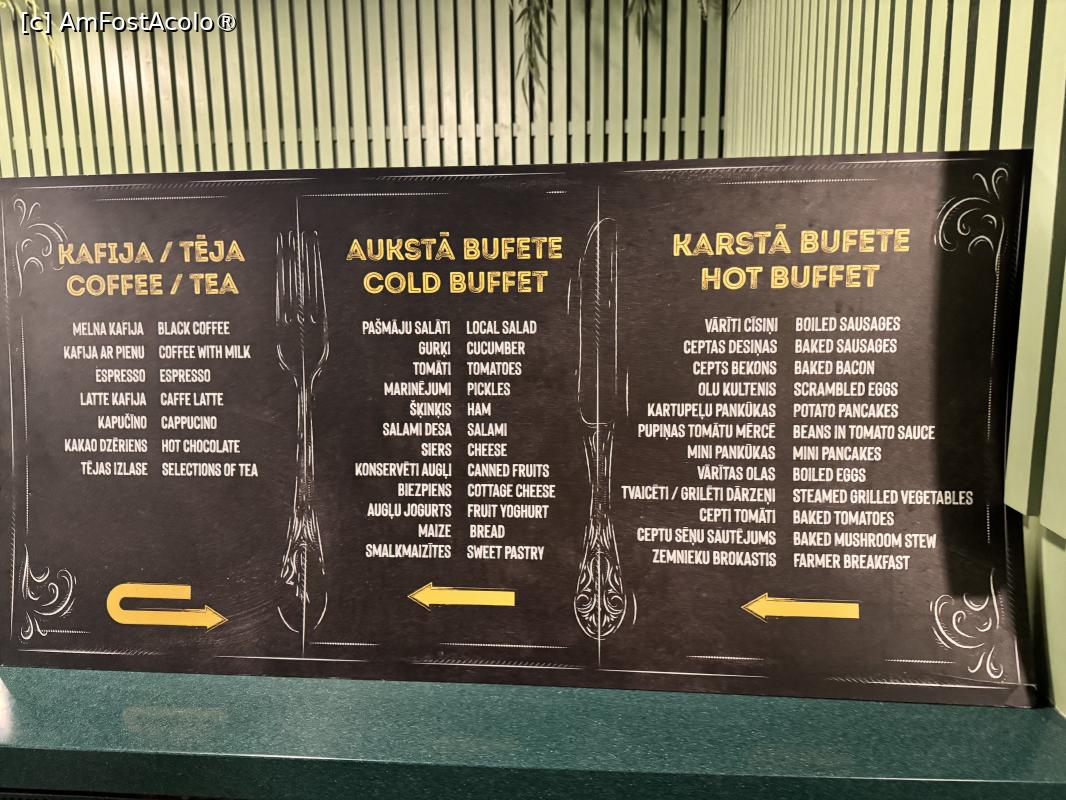 [c] AmFostAcolo®
KAFIJA / TĒJA
COFFEE / TEA
MELNA KAFIJA BLACK COFFEE
KAFIJA AR PIENU COFFEE WITH MILK
ESPRESSO ESPRESSO
LATTE KAFIJA CAFFE LATTE
KAPUČĪNO CAPPUCINO
KAKAO DZĒRIENS HOT CHOCOLATE
TĒJAS IZLASE SELECTIONS OF TEA
AUKSTĀ BUFETE
COLD BUFFET
PAŠMĀJU SALĀTI LOCAL SALAD
GURĶI CUCUMBER
TOMĀTI TOMATOES
MARINĒJUMI PICKLES
ŠĶIŅĶIS HAM
SALAMI DESA SALAMI
SIERS CHEESE
KONSERVĒTI AUGĻI CANNED FRUITS
BIEZPIENS COTTAGE CHEESE
AUGĻU JOGURTS FRUIT YOGHURT
MAIZE BREAD
SMALKMAIZĪTES SWEET PASTRY
KARSTĀ BUFETE
HOT BUFFET
VĀRĪTI CĪSIŅI BOILED SAUSAGES
CEPTAS DESIŅAS BAKED SAUSAGES
CEPTS BEKONS BAKED BACON
OLU KULTENIS SCRAMBLED EGGS
KARTUPEĻU PANKŪKAS POTATO PANCAKES
PUPIŅAS TOMĀTU MĒRCĒ BEANS IN TOMATO SAUCE
MINI PANKŪKAS MINI PANCAKES
VĀRĪTAS OLAS BOILED EGGS
TVAICĒTI / GRILĒTI DĀRZEŅI STEAMED GRILLED VEGETABLES
CEPTI TOMĀTI BAKED TOMATOES
CEPTU SĒŅU SAUTĒJUMS BAKED MUSHROOM STEW
ZEMNIEKU BROKASTIS FARMER BREAKFAST